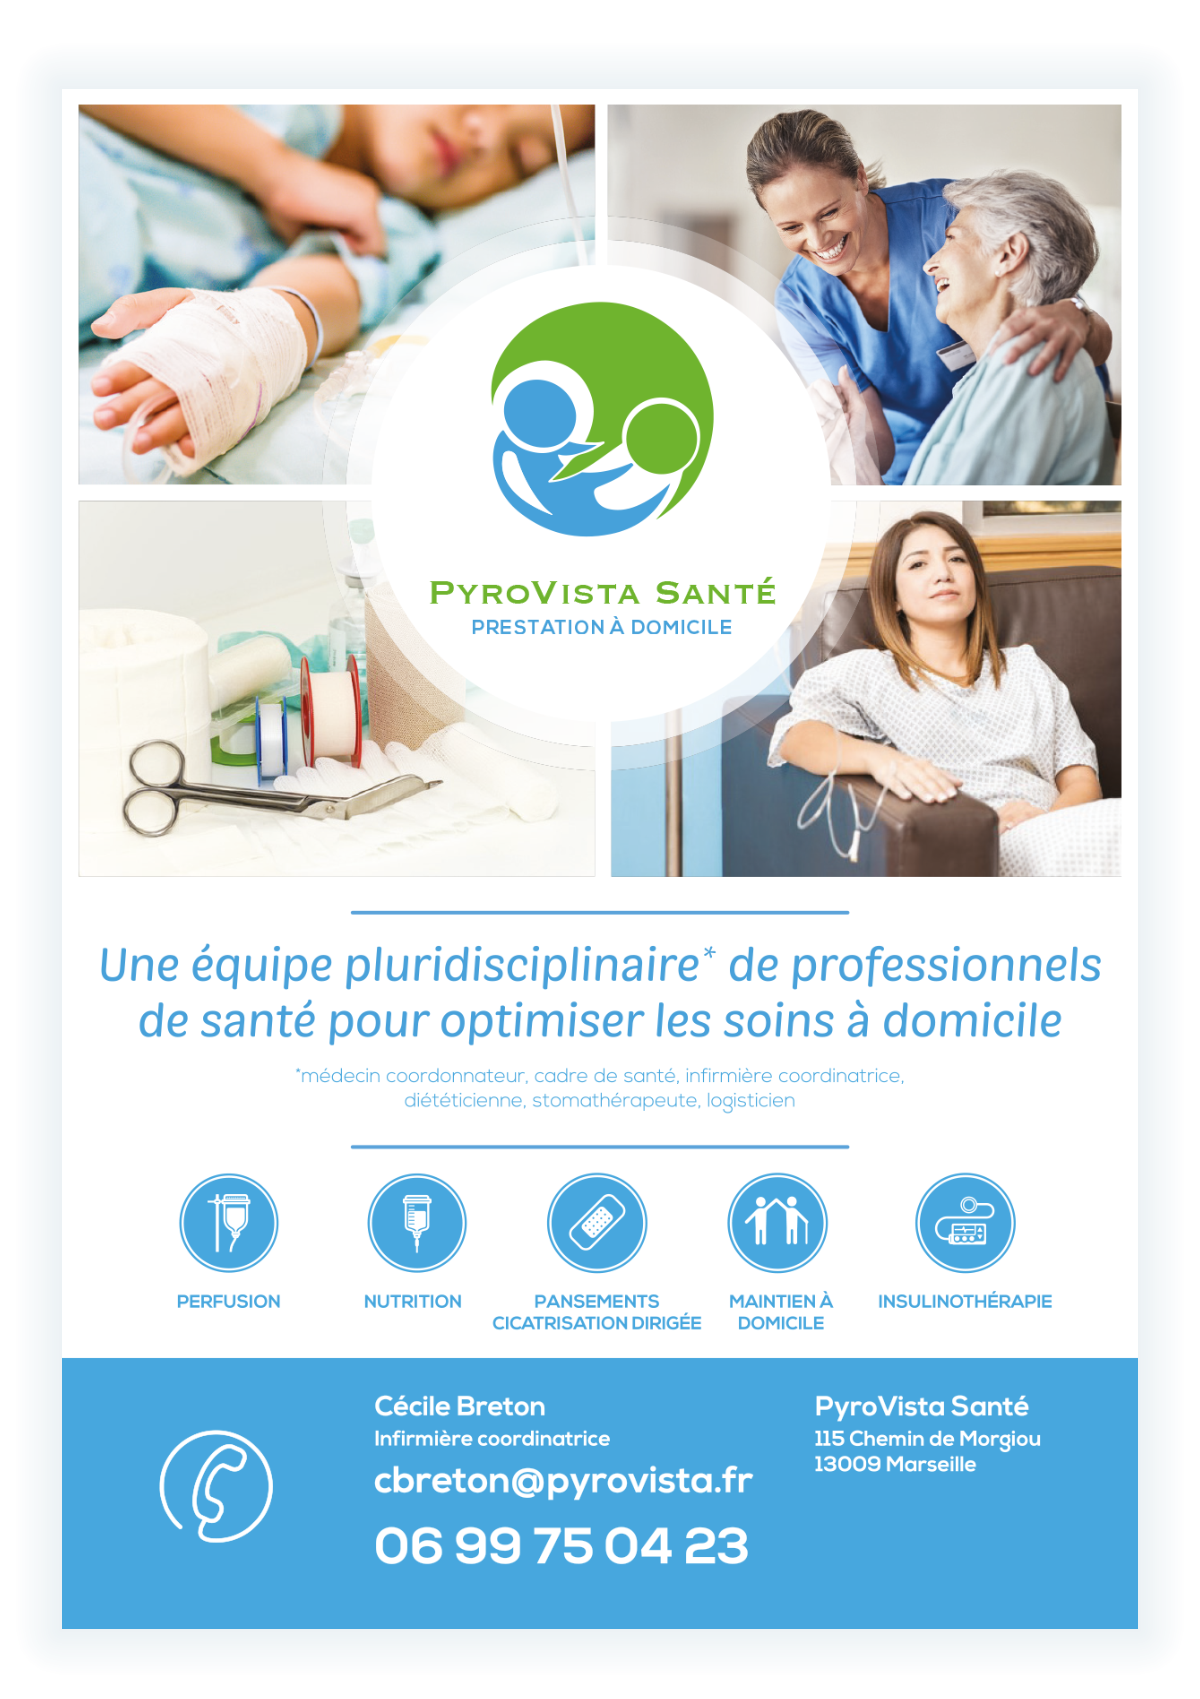 PyroVista Santé
PRESTATION À DOMICILE
Une équipe pluridisciplinaire* de professionnels
de santé pour optimiser les soins à domicile
*médecin coordonnateur, cadre de santé, infirmière coordinatrice,
diététicienne, stomathérapeute, logisticien
PERFUSION
NUTRITION
PANSEMENTS
CICATRISATION DIRIGÉE
MAINTIEN À
DOMICILE
INSULINOTHÉRAPIE
Cécile Breton
Infirmière coordinatrice
cbreton@pyrovista.fr
06 99 75 04 23
PyroVista Santé
115 Chemin de Morgiou
13009 Marseille